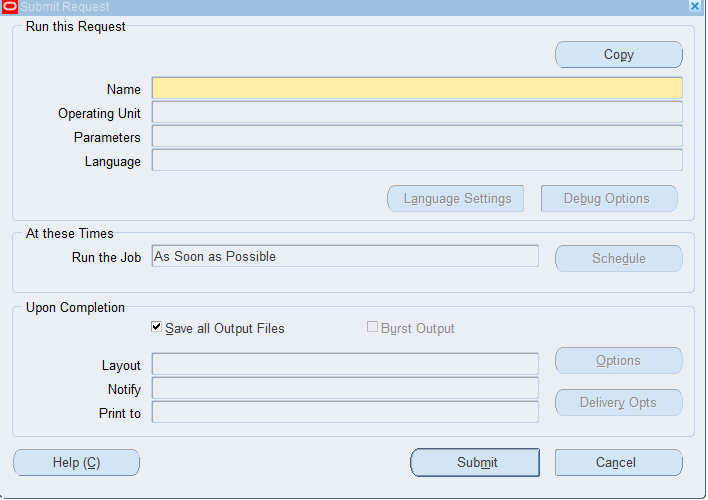 Submit Request
Run this Request
Copy
Name
Operating Unit
Parameters
Language
Language Settings
Debug Options
At these Times
Run the Job
As Soon as Possible
Schedule
Upon Completion
Save all Output Files
Burst Output
Layout
Options
Notify
Print to
Delivery Opts
Help (C)
Submit
Cancel